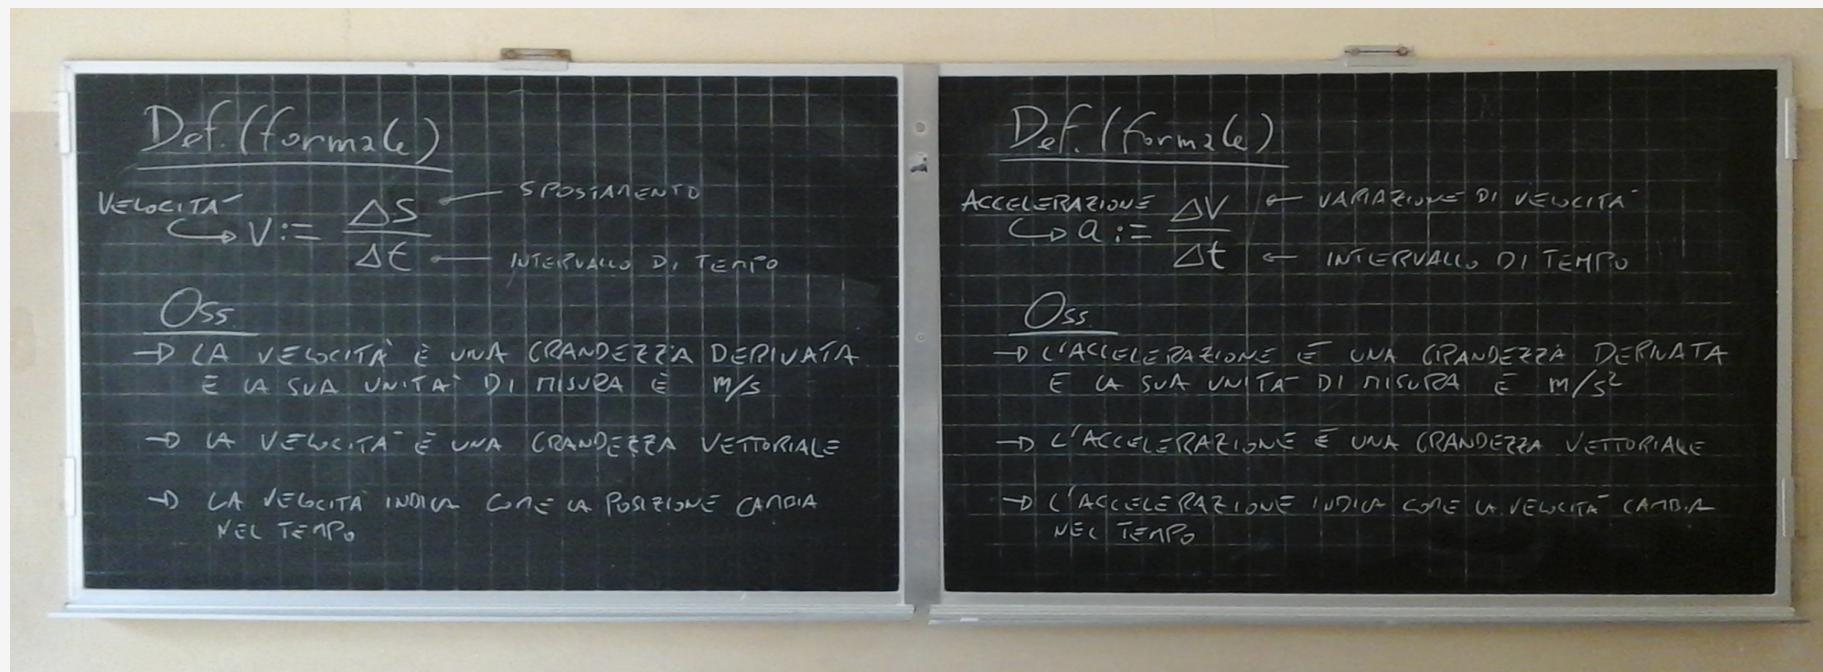 Def. (formale)
VELOCITÀ
SPOSTAMENTO
V := ΔS/Δt
INTERVALLO DI TEMPO
Oss.
→ LA VELOCITÀ È UNA GRANDEZZA DERIVATA
E LA SUA UNITÀ DI MISURA È m/s
→ LA VELOCITÀ È UNA GRANDEZZA VETTORIALE
→ LA VELOCITÀ INDICA COME LA POSIZIONE CAMBIA
NEL TEMPO
Def. (formale)
ACCELERAZIONE
VARIAZIONE DI VELOCITÀ
a := ΔV/Δt
INTERVALLO DI TEMPO
Oss.
→ L'ACCELERAZIONE È UNA GRANDEZZA DERIVATA
E LA SUA UNITÀ DI MISURA È m/s²
→ L'ACCELERAZIONE È UNA GRANDEZZA VETTORIALE
→ L'ACCELERAZIONE INDICA COME LA VELOCITÀ CAMBIA
NEL TEMPO